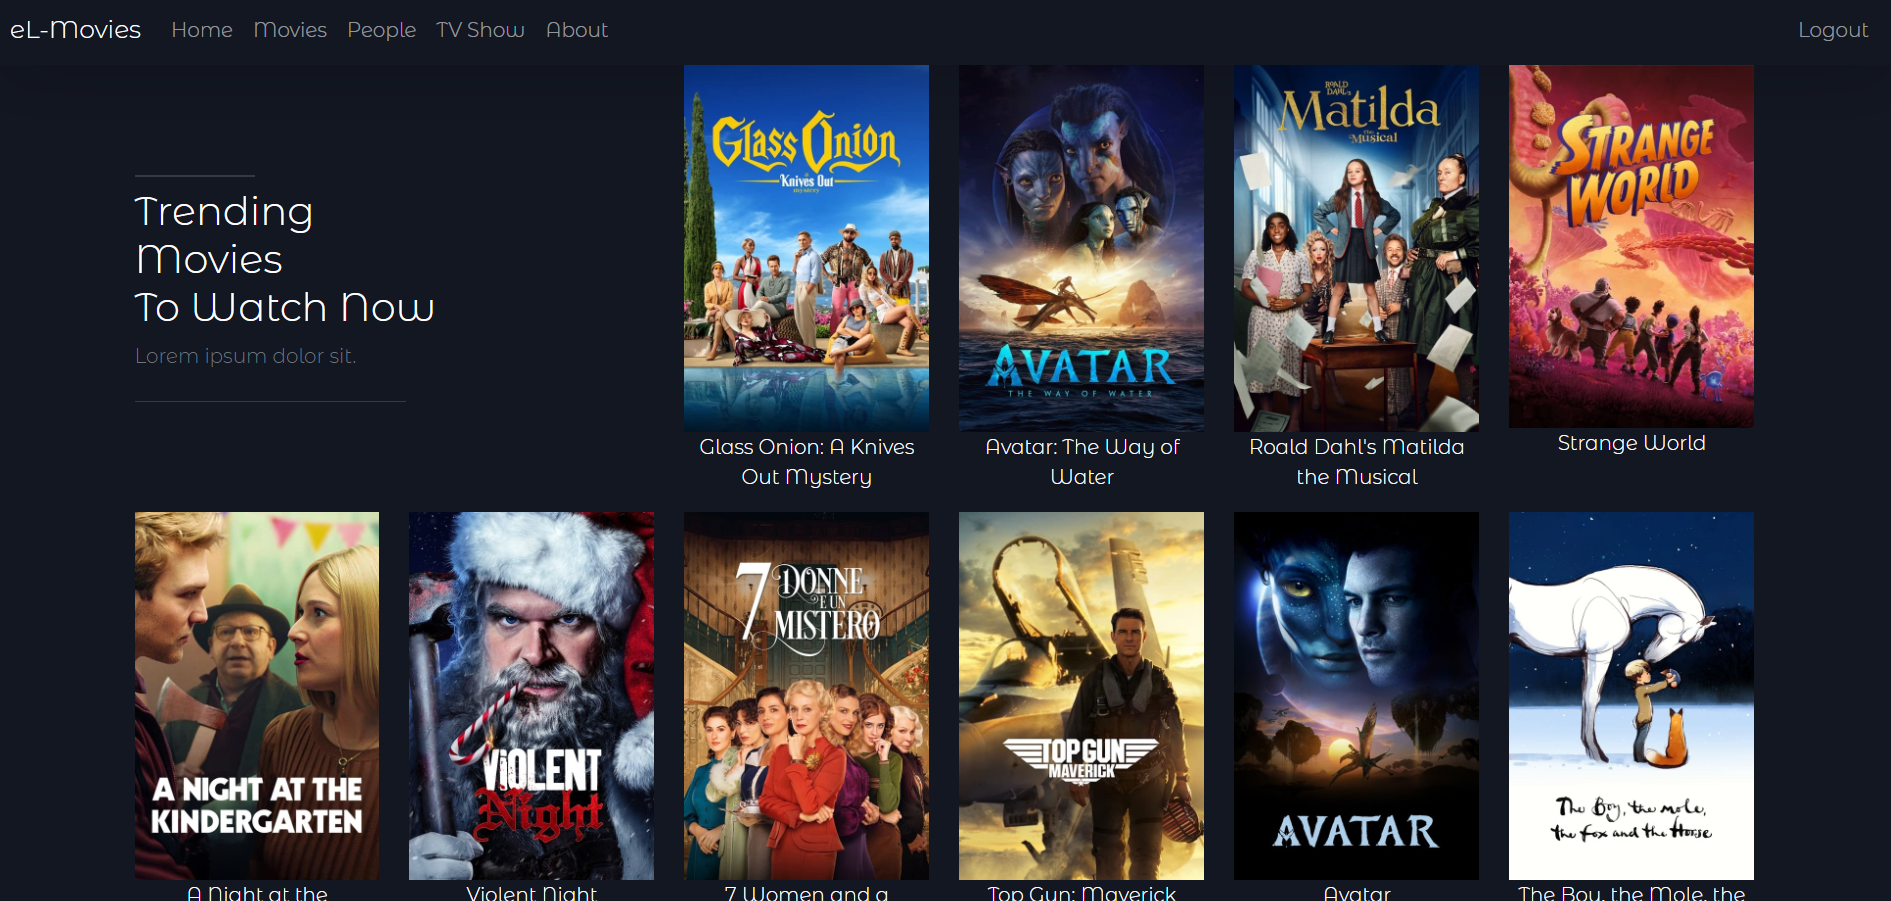 eL-Movies Home Movies People TV Show About Logout
Trending
Movies
To Watch Now
Lorem ipsum dolor sit.
Glass Onion
A Knives Out
mystery
Glass Onion: A Knives
Out Mystery
AVATAR
THE WAY OF WATER
Avatar: The Way of
Water
ROALD
DAHL'S
Matilda
the
Musical
Roald Dahl's Matilda
the Musical
STRANGE
WORLD
Strange World
A NIGHT AT THE
KINDERGARTEN
A Night at the
VIOLENT
Night
Violent Night
7 DONNE
E UN
MISTERO
7 Women and a
TOP GUN
MAVERICK
Top Gun: Maverick
AVATAR
Avatar
The Boy, the mole,
the fox and the Horse
The Boy, the Mole, the